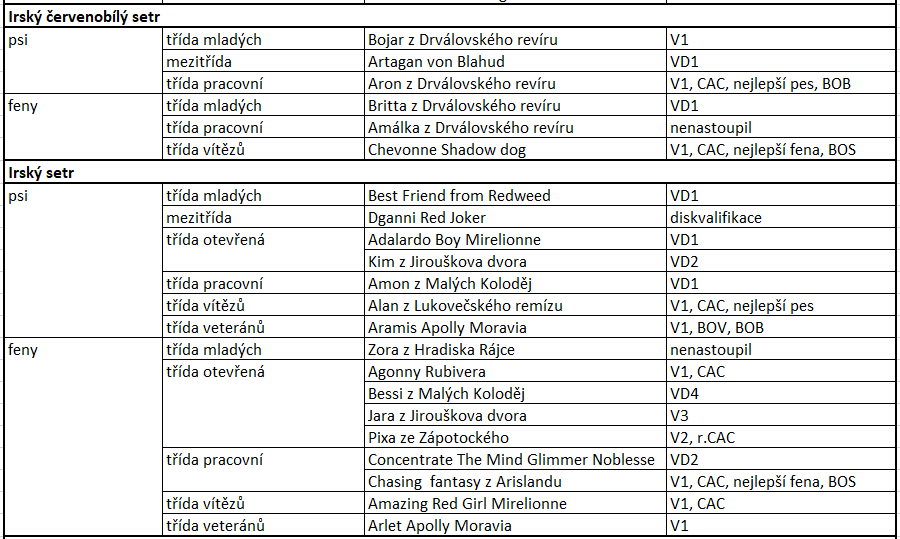 Irský červenobílý setr
psi třída mladých Bojar z Drválovského revíru V1
mezitřída Artagan von Blahud VD1
třída pracovní Aron z Drválovského revíru V1, CAC, nejlepší pes, BOB
feny třída mladých Britta z Drválovského revíru VD1
třída pracovní Amálka z Drválovského revíru nenastoupil
třída vítězů Chevonne Shadow dog V1, CAC, nejlepší fena, BOS
Irský setr
psi třída mladých Best Friend from Redweed VD1
mezitřída Dganni Red Joker diskvalifikace
třída otevřená Adalardo Boy Mirelionne VD1
Kim z Jirouškova dvora VD2
třída pracovní Amon z Malých Koloděj VD1
třída vítězů Alan z Lukovečského remízu V1, CAC, nejlepší pes
třída veteránů Aramis Apolly Moravia V1, BOV, BOB
feny třída mladých Zora z Hradiska Rájce nenastoupil
třída otevřená Agonny Rubivera V1, CAC
Bessi z Malých Koloděj VD4
Jara z Jirouškova dvora V3
Pixa ze Zápotockého V2, r.CAC
třída pracovní Concentrate The Mind Glimmer Noblesse VD2
Chasing  fantasy z Arislandu V1, CAC, nejlepší fena, BOS
třída vítězů Amazing Red Girl Mirelionne V1, CAC
třída veteránů Arlet Apolly Moravia V1